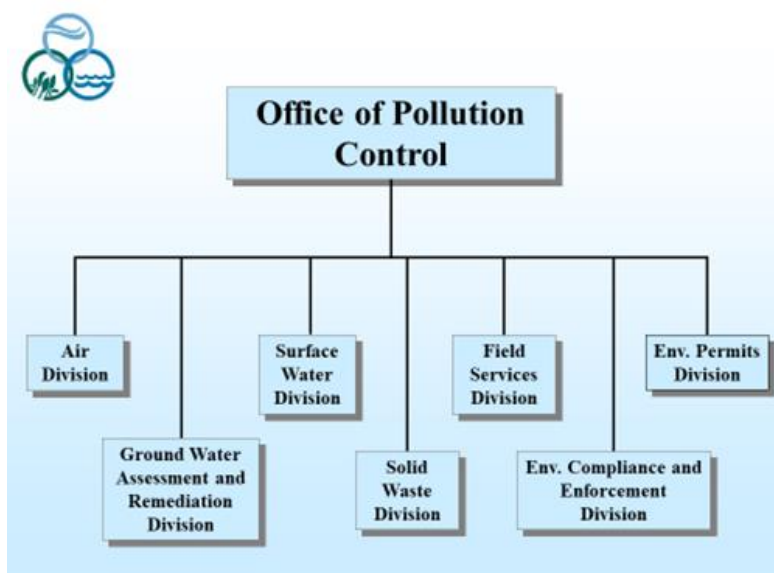 Office of Pollution
Control
Air
Division
Surface
Water
Division
Field
Services
Division
Env. Permits
Division
Ground Water
Assessment and
Remediation
Division
Solid
Waste
Division
Env. Compliance and
Enforcement
Division